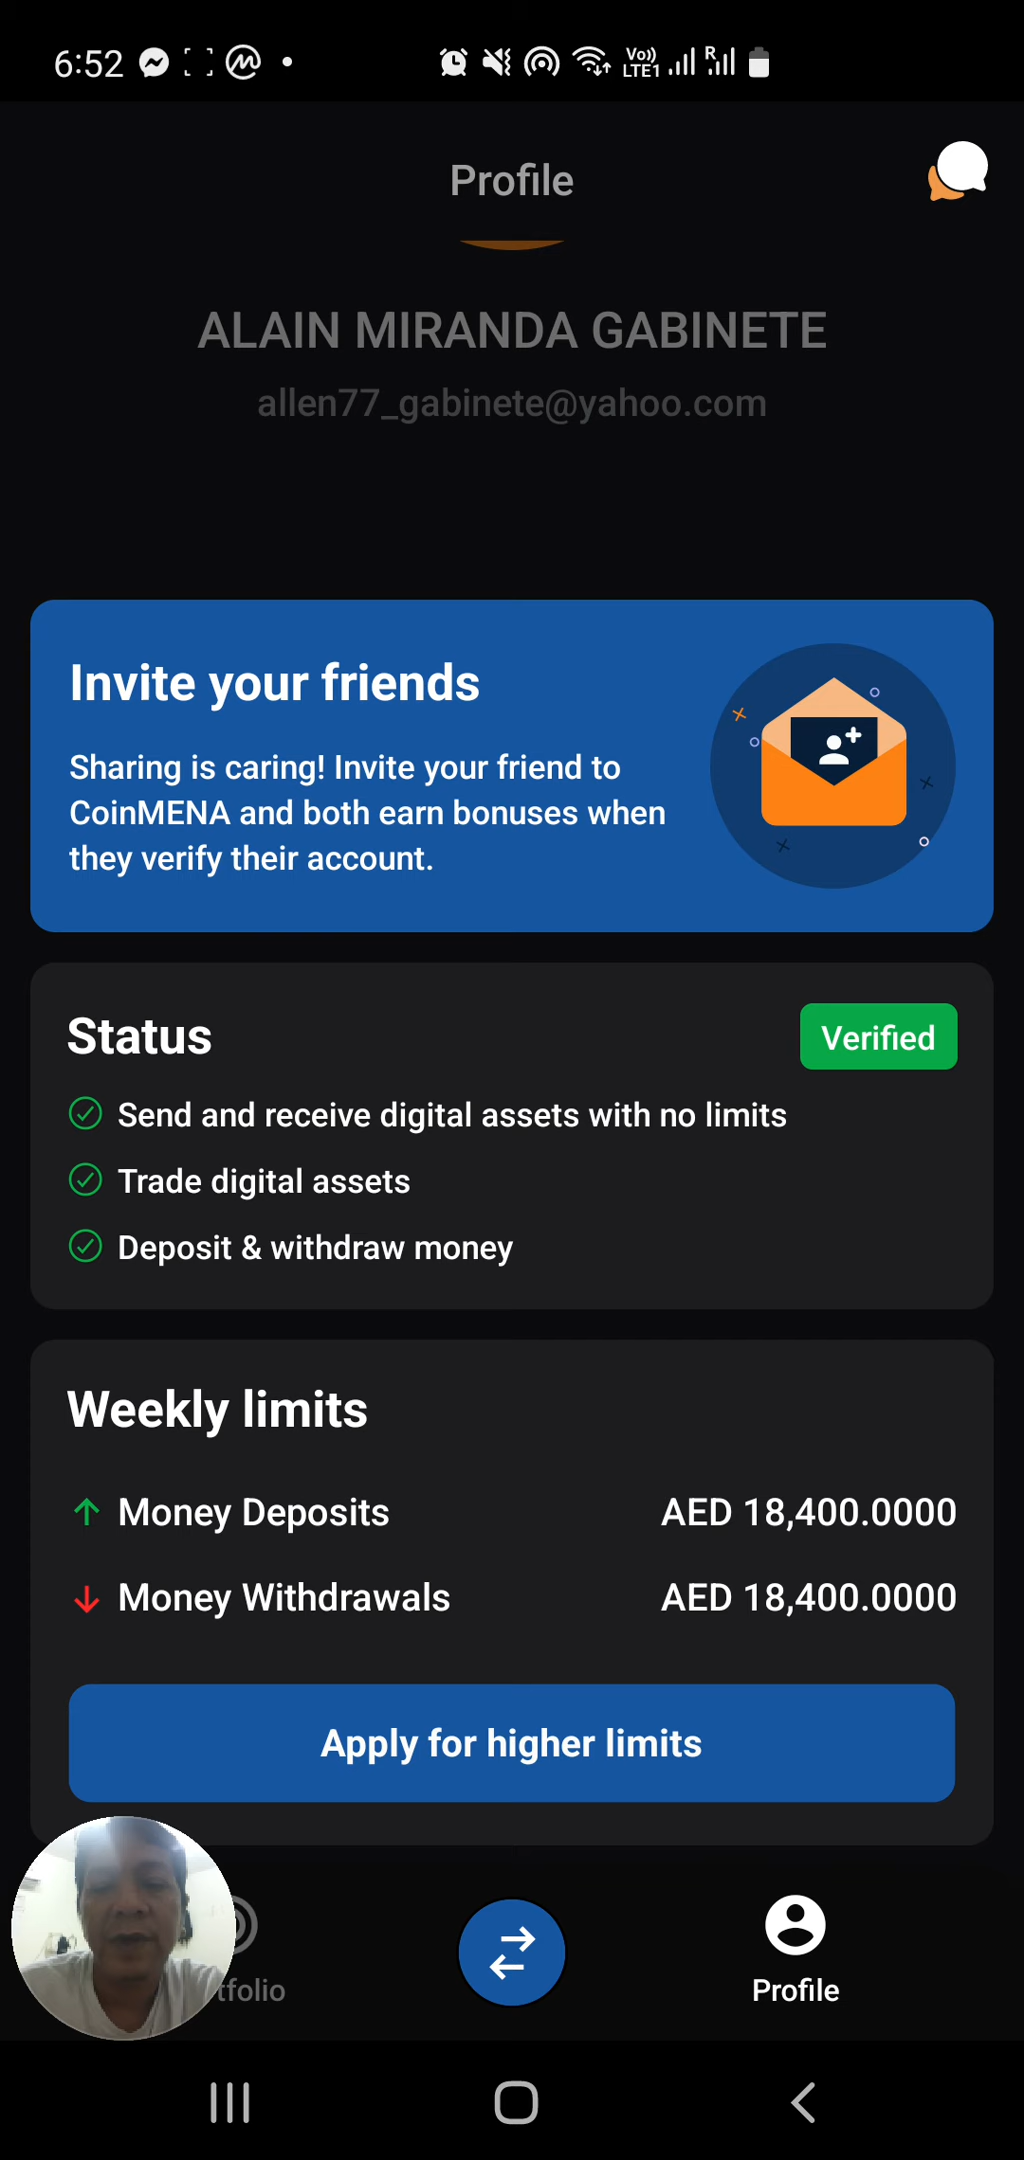 6:52
Vo))
LTE1
R
Profile
ALAIN MIRANDA GABINETE
allen77_gabinete@yahoo.com
Invite your friends
Sharing is caring! Invite your friend to
CoinMENA and both earn bonuses when
they verify their account.
Status
Verified
Send and receive digital assets with no limits
Trade digital assets
Deposit & withdraw money
Weekly limits
Money Deposits
AED 18,400.0000
Money Withdrawals
AED 18,400.0000
Apply for higher limits
tfolio
Profile